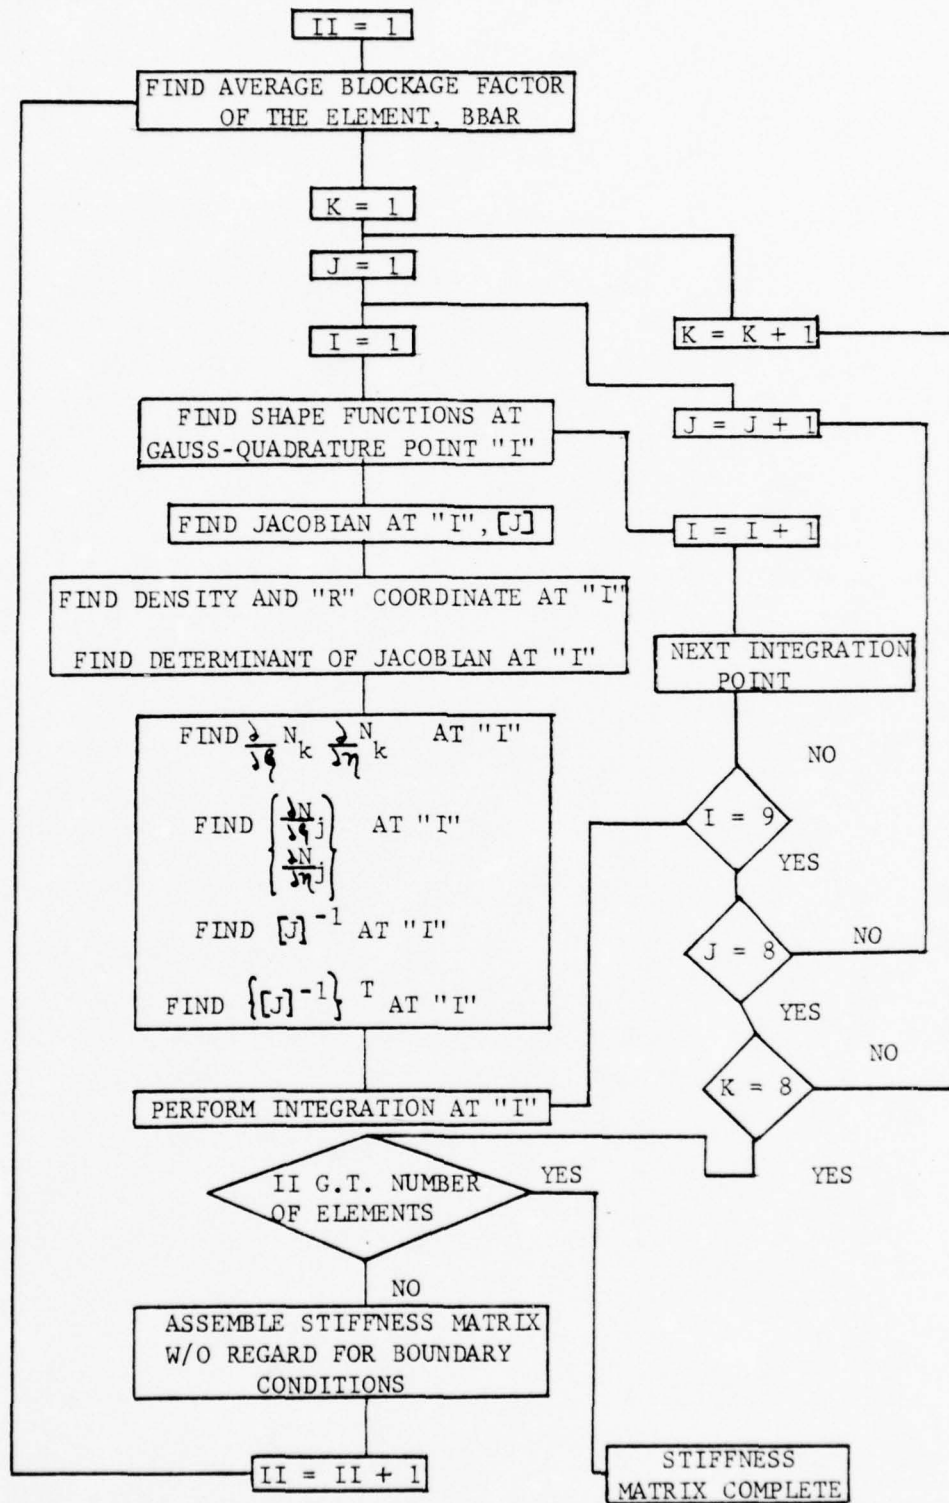 II = 1
FIND AVERAGE BLOCKAGE FACTOR
OF THE ELEMENT, BBAR
K = 1
J = 1
I = 1
K = K + 1
J = J + 1
FIND SHAPE FUNCTIONS AT
GAUSS-QUADRATURE POINT "I"
FIND JACOBIAN AT "I", [J]
I = I + 1
FIND DENSITY AND "R" COORDINATE AT "I"
FIND DETERMINANT OF JACOBIAN AT "I"
NEXT INTEGRATION
POINT
FIND ∂/∂ξ N_k ∂/∂η N_k AT "I"
NO
I = 9
YES
FIND {∂N/∂ξ j
∂N/∂η j} AT "I"
FIND [J]^-1 AT "I"
J = 8
NO
YES
FIND {[J]^-1}^T AT "I"
NO
K = 8
PERFORM INTEGRATION AT "I"
YES
II G.T. NUMBER
OF ELEMENTS
YES
NO
ASSEMBLE STIFFNESS MATRIX
W/O REGARD FOR BOUNDARY
CONDITIONS
II = II + 1
STIFFNESS
MATRIX COMPLETE